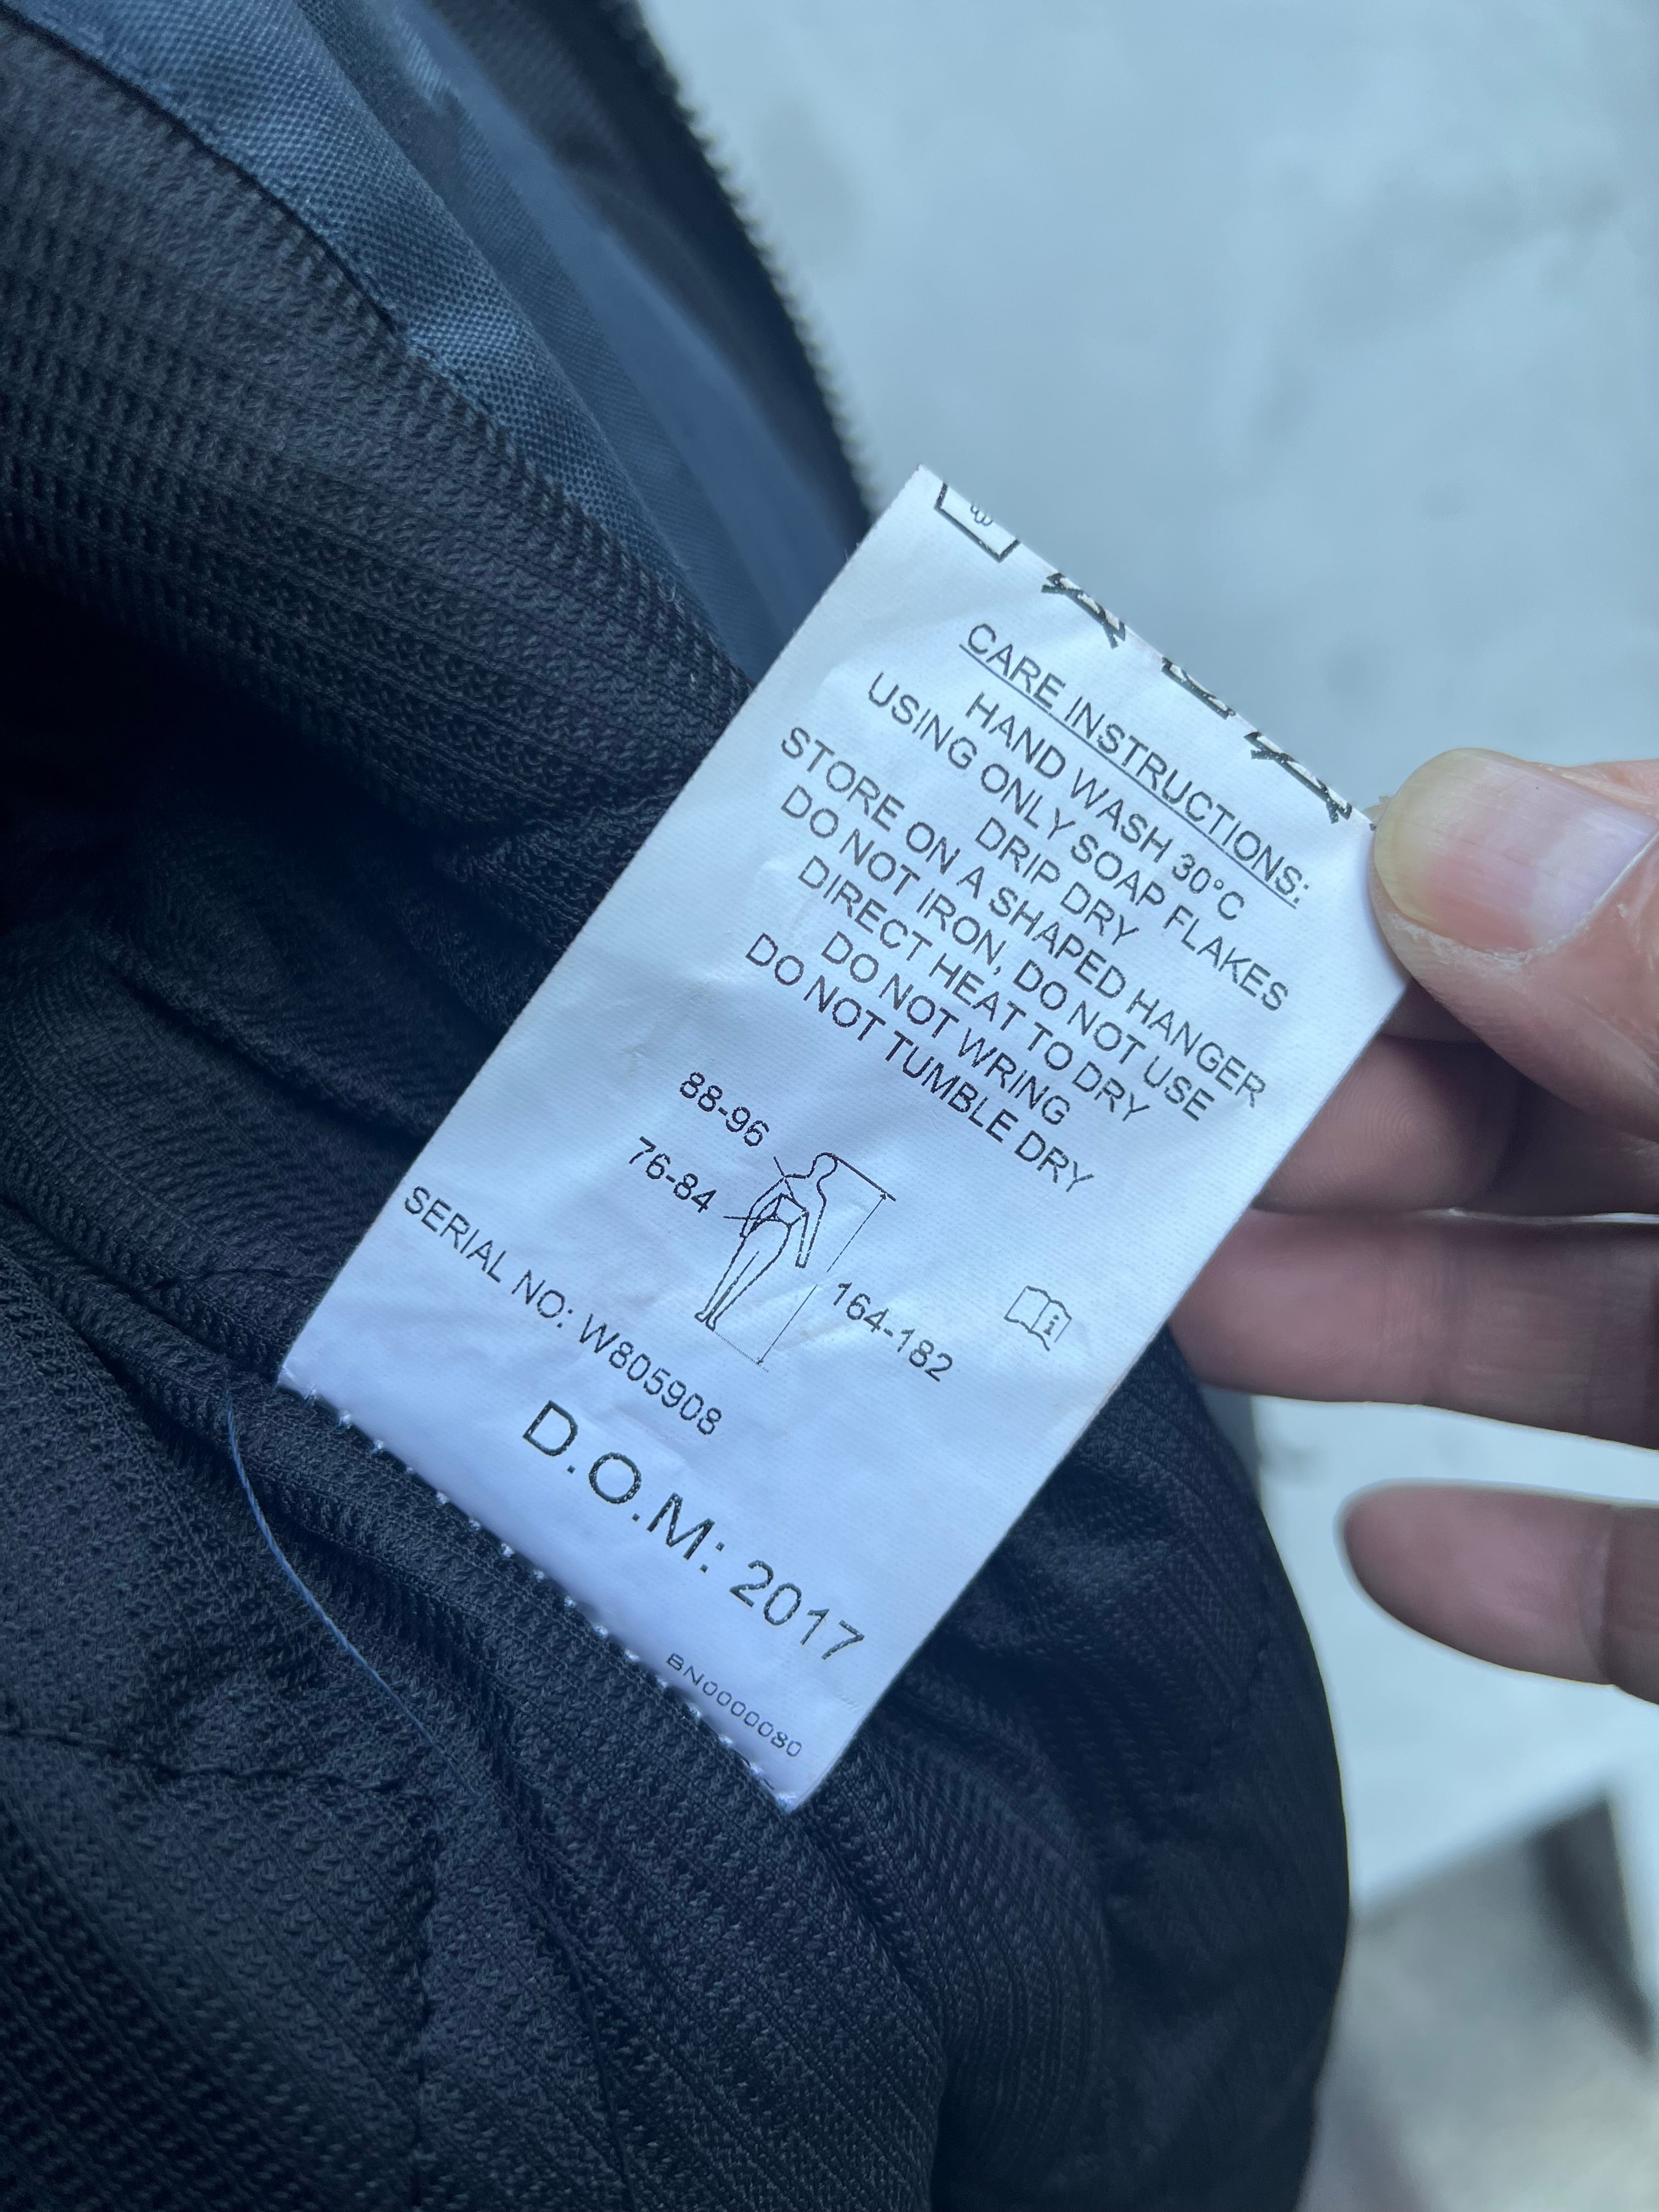 CARE INSTRUCTIONS:
HAND WASH 30°C
USING ONLY SOAP FLAKES
DRIP DRY
STORE ON A SHAPED HANGER
DO NOT IRON, DO NOT USE
DIRECT HEAT TO DRY
DO NOT WRING
DO NOT TUMBLE DRY
88-96
76-84
164-182
i
SERIAL NO: W805908
D.O.M: 2017
BN0000080